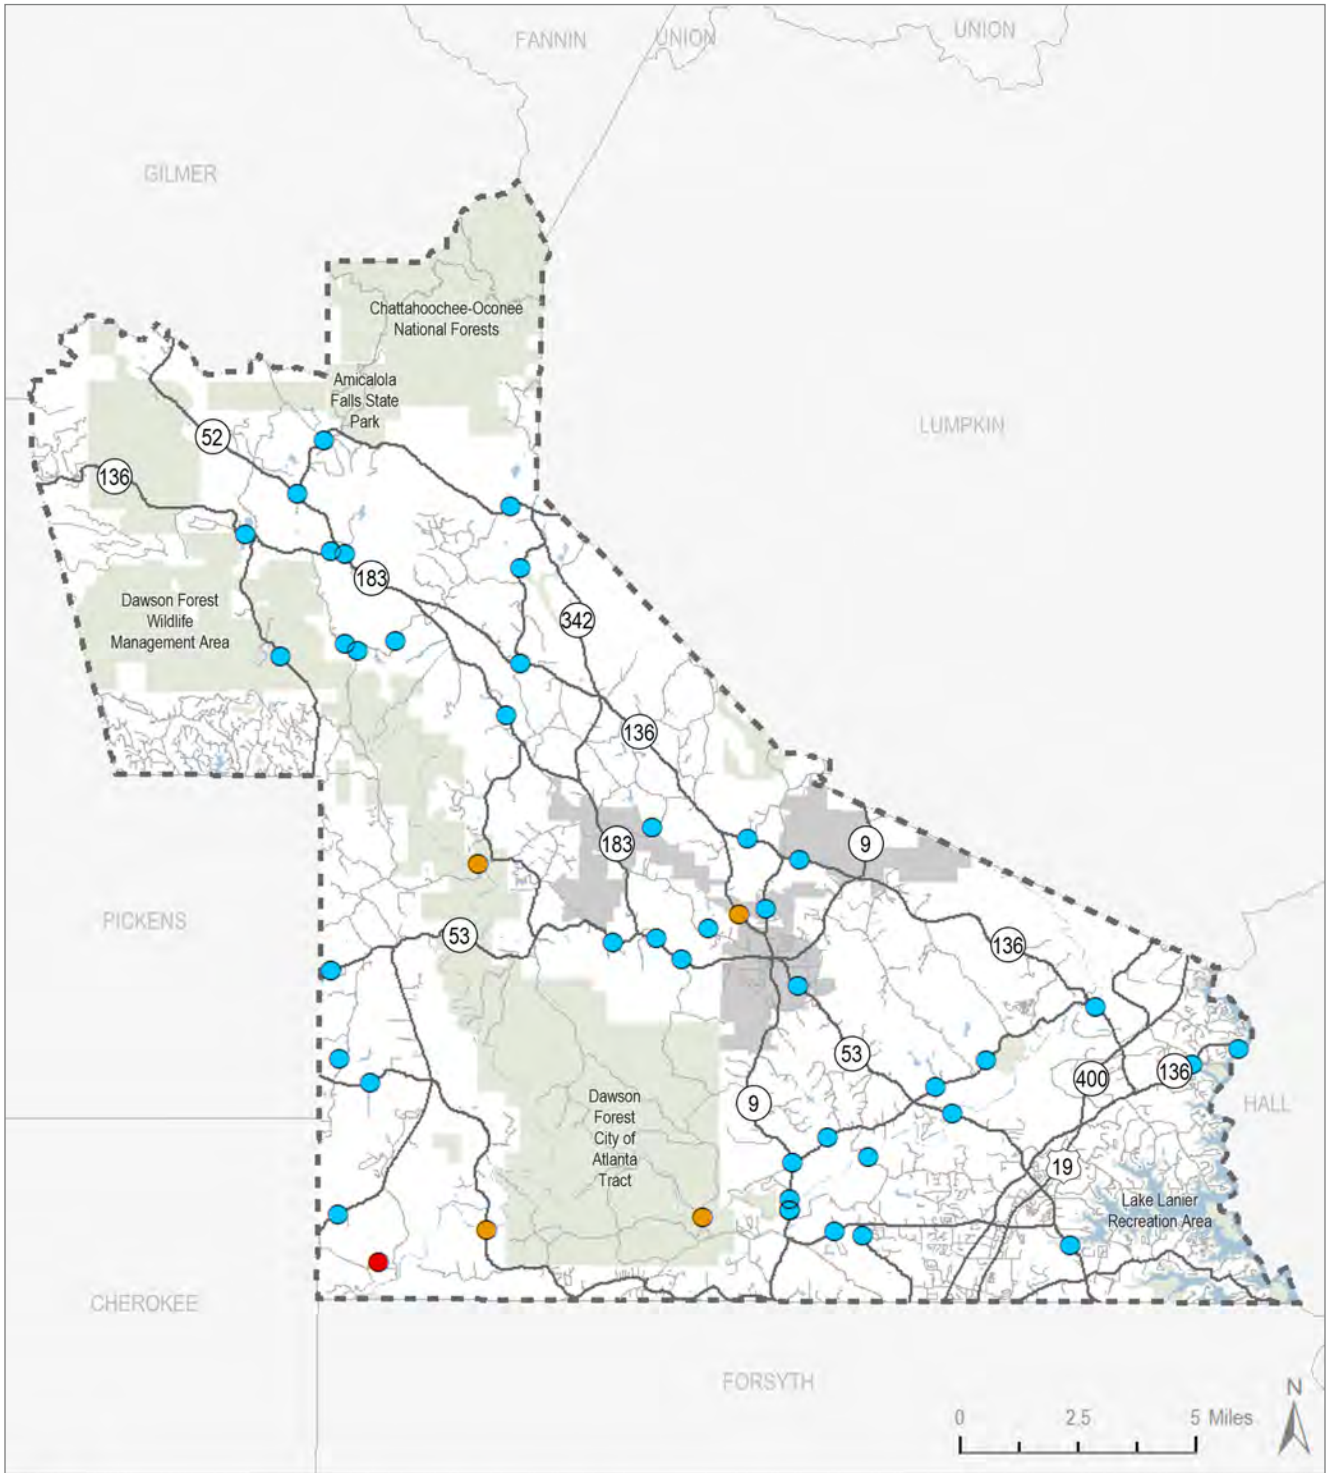 FANNIN
UNION
UNION
GILMER
Chattahoochee-Oconee
National Forests
Amicalola
Falls State
Park
52
LUMPKIN
136
183
Dawson Forest
Wildlife
Management Area
342
136
183
9
PICKENS
53
136
53
400
136
9
HALL
Dawson
Forest
City of
Atlanta
Tract
19
Lake Lanier
Recreation Area
CHEROKEE
FORSYTH
N
0 2.5 5 Miles